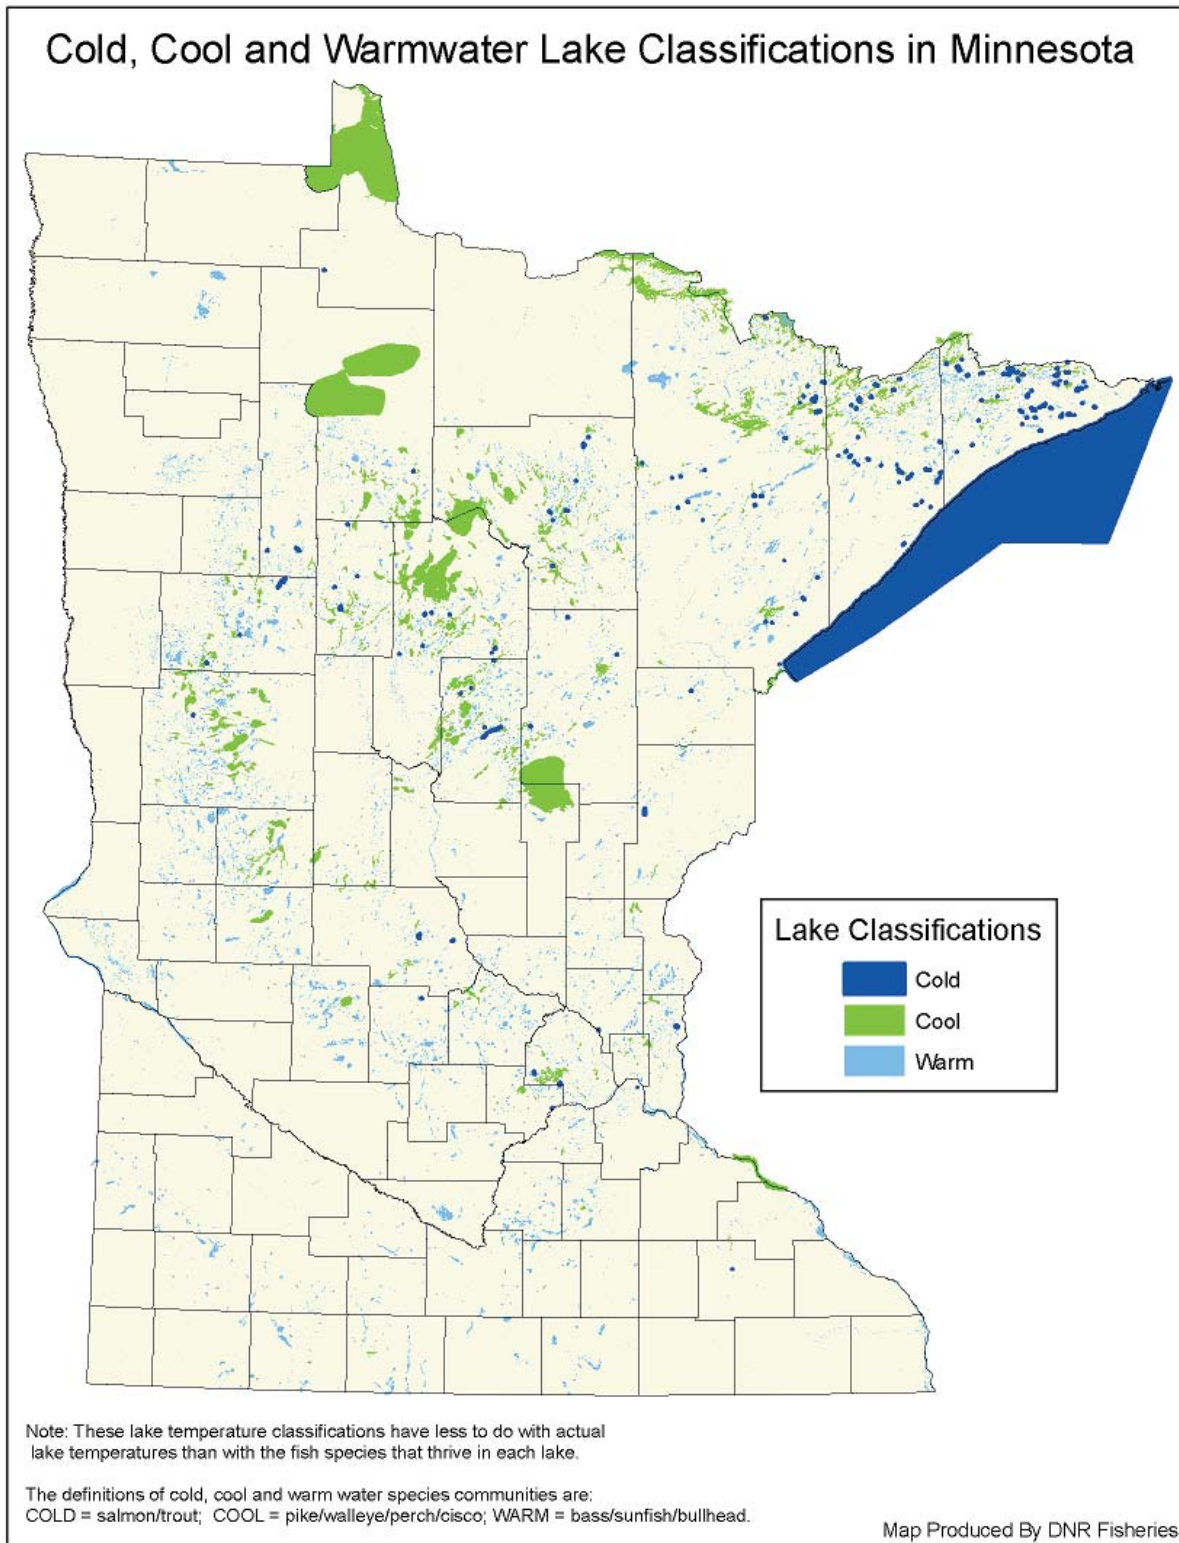 Cold, Cool and Warmwater Lake Classifications in Minnesota
Lake Classifications
Cold
Cool
Warm
Note: These lake temperature classifications have less to do with actual
lake temperatures than with the fish species that thrive in each lake.
The definitions of cold, cool and warm water species communities are:
COLD = salmon/trout; COOL = pike/walleye/perch/cisco; WARM = bass/sunfish/bullhead.
Map Produced By DNR Fisheries